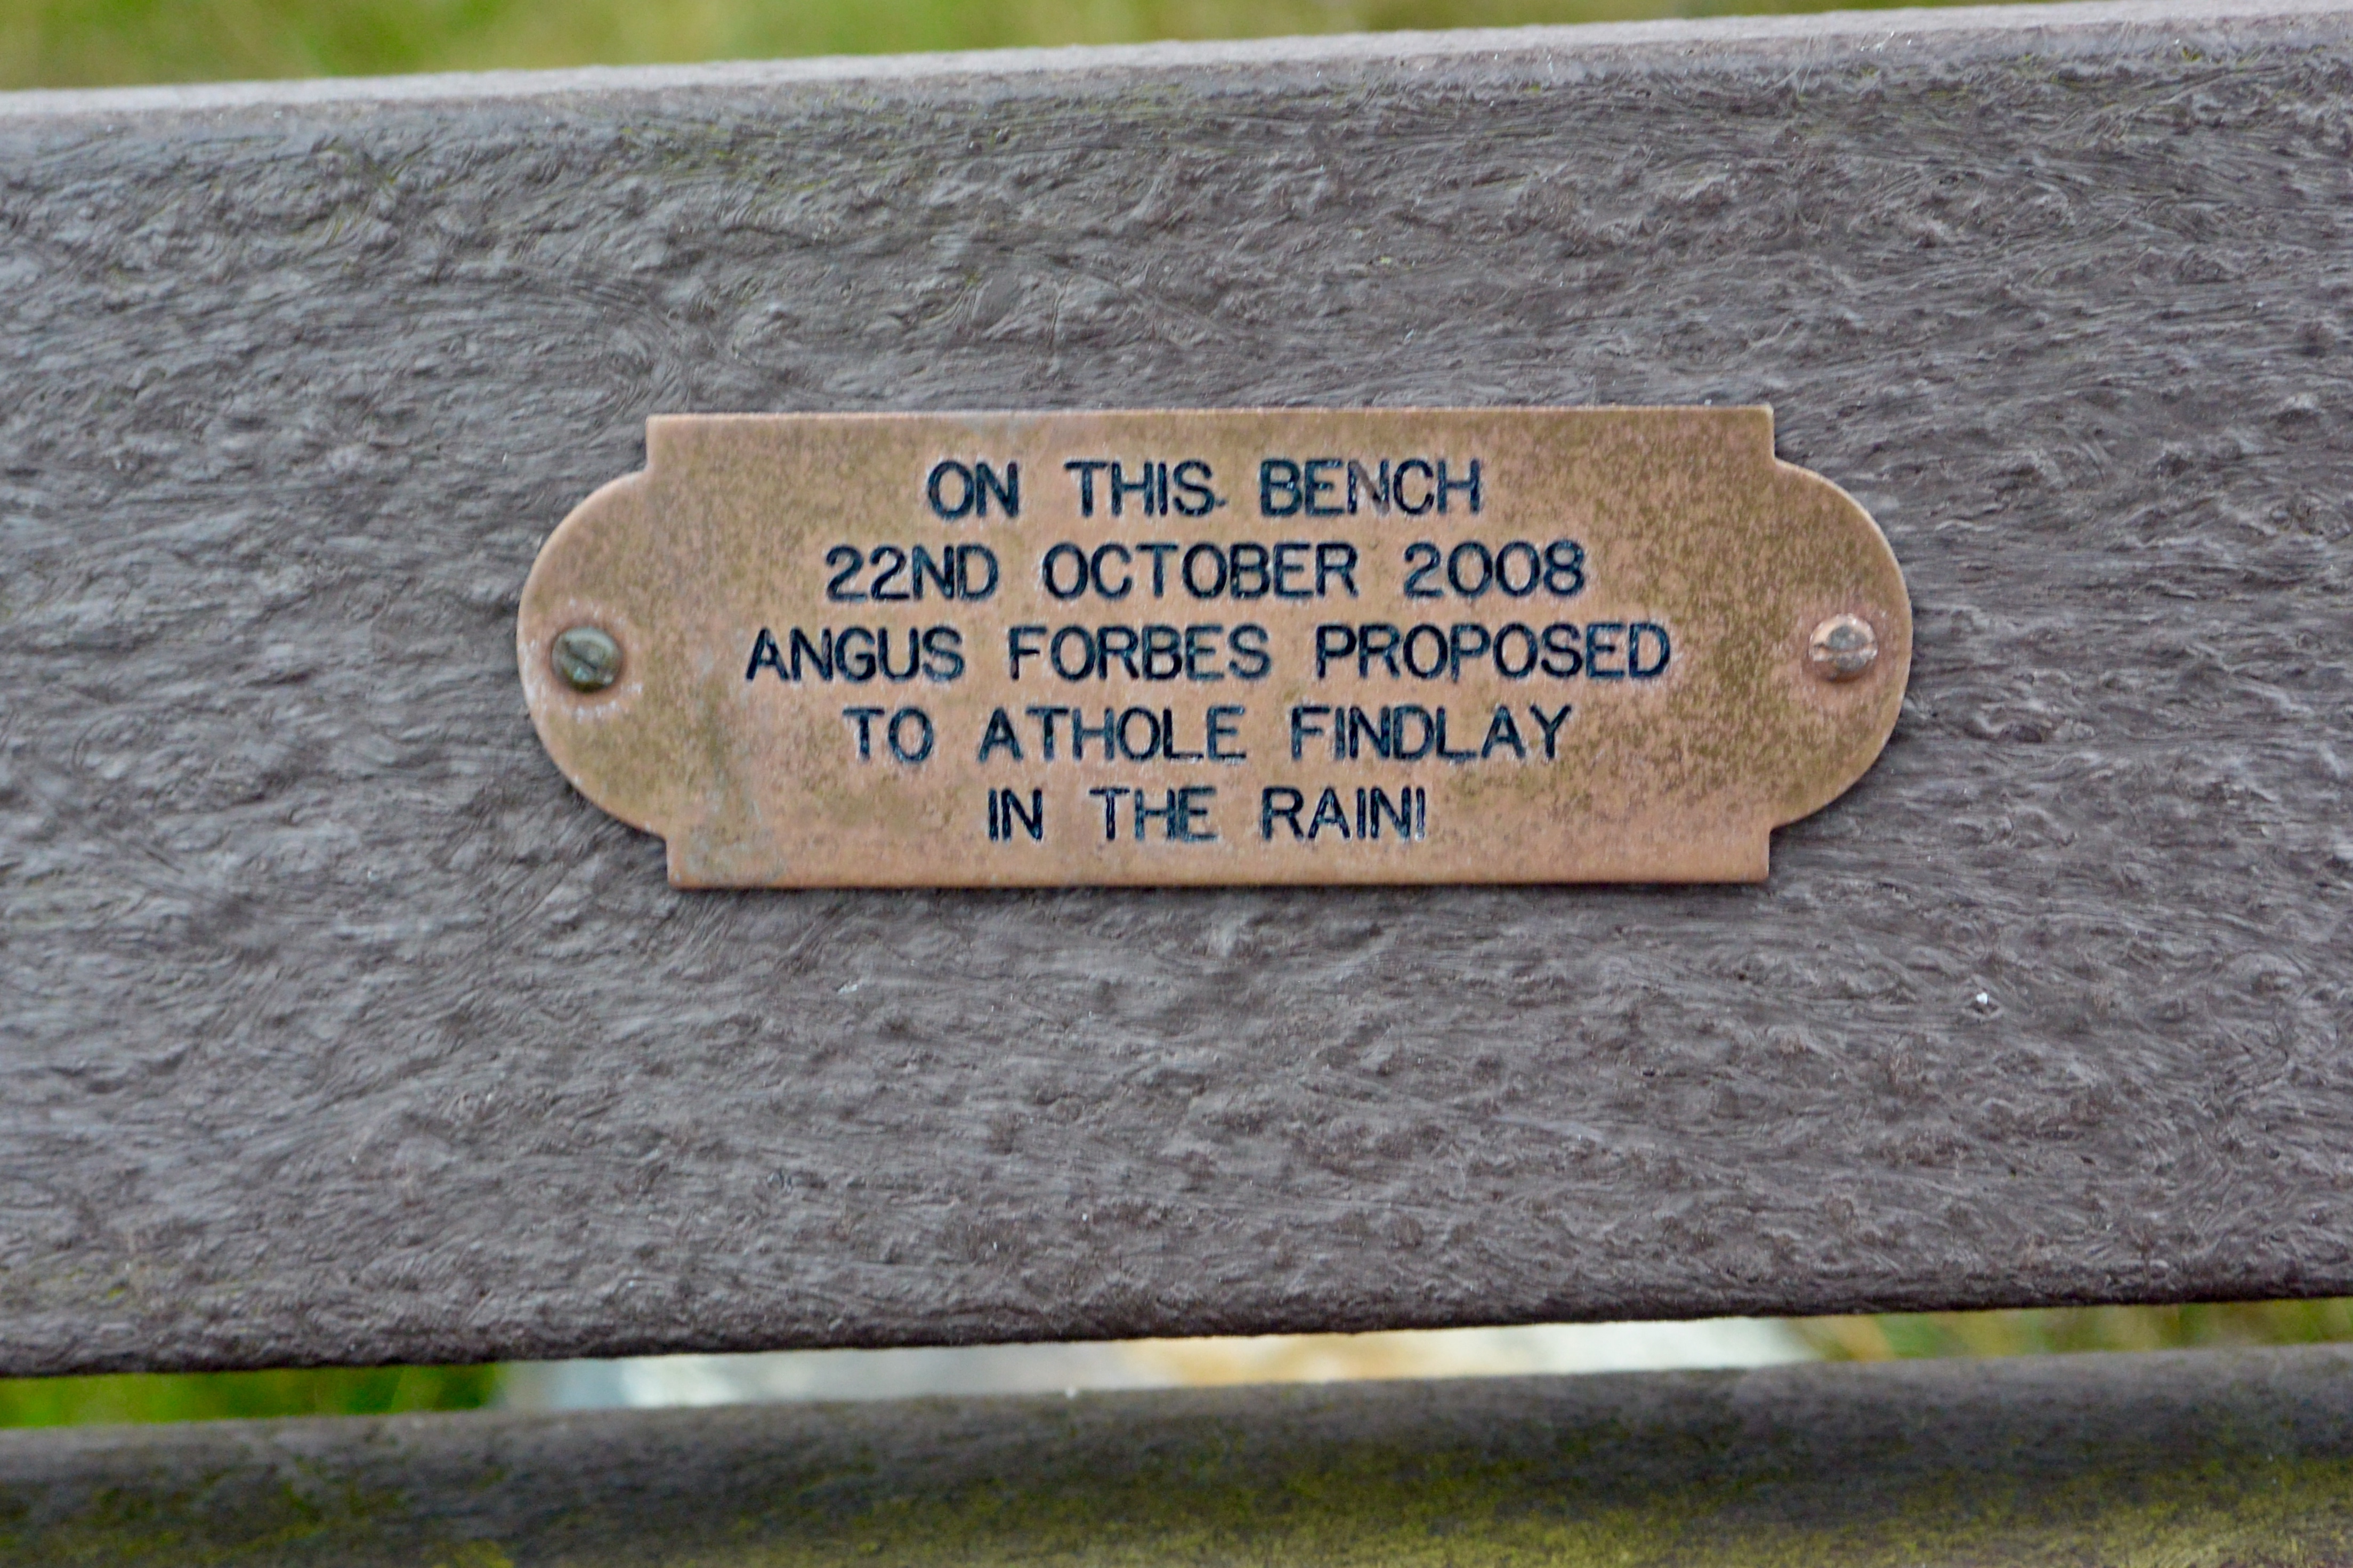 ON THIS BENCH
22ND OCTOBER 2008
ANGUS FORBES PROPOSED
TO ATHOLE FINDLAY
IN THE RAIN!